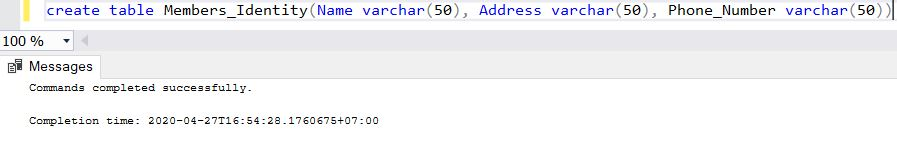 create table Members_Identity(Name varchar(50), Address varchar(50), Phone_Number varchar(50))
100 %
Messages
Commands completed successfully.
Completion time: 2020-04-27T16:54:28.1760675+07:00